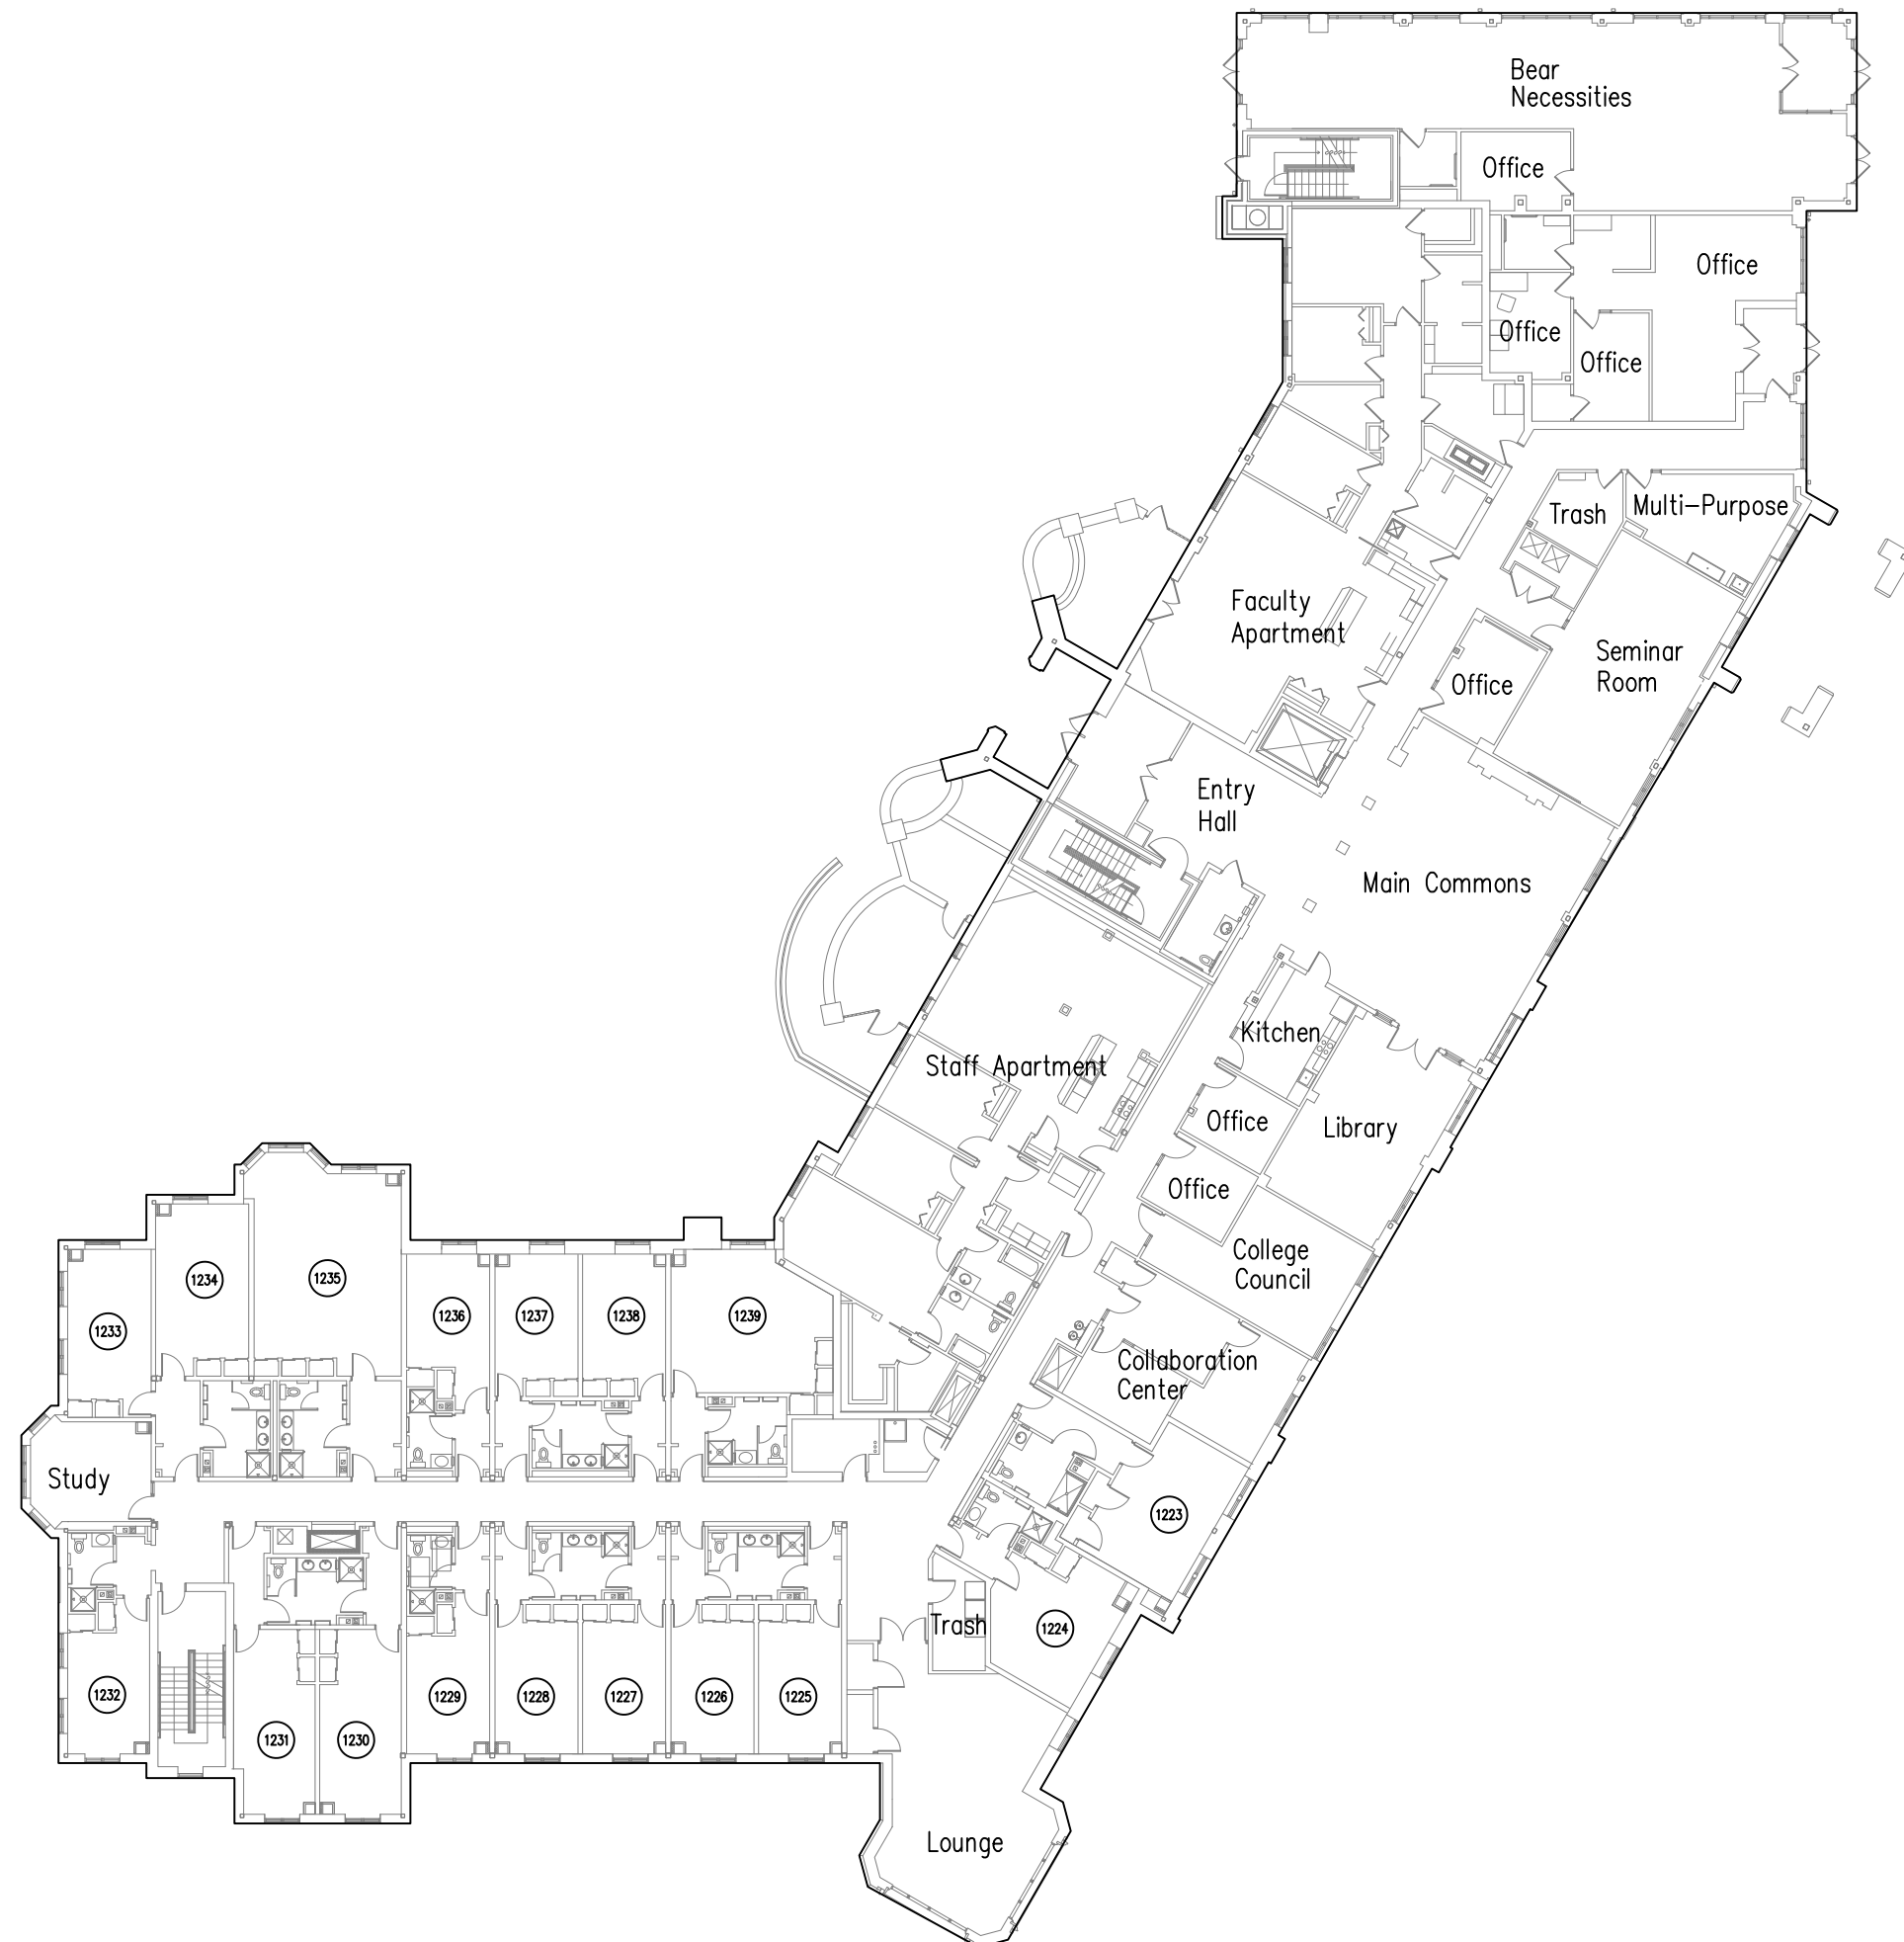 Bear
Necessities
Office
Office
Office
Office
Trash
Multi-Purpose
Faculty
Apartment
Seminar
Room
Office
Entry
Hall
Main Commons
Kitchen
Staff Apartment
Office
Library
Office
College
Council
1234
1235
1236
1237
1238
1239
1233
Collaboration
Center
Study
1223
Trash
1224
1232
1229
1228
1227
1226
1225
1231
1230
Lounge